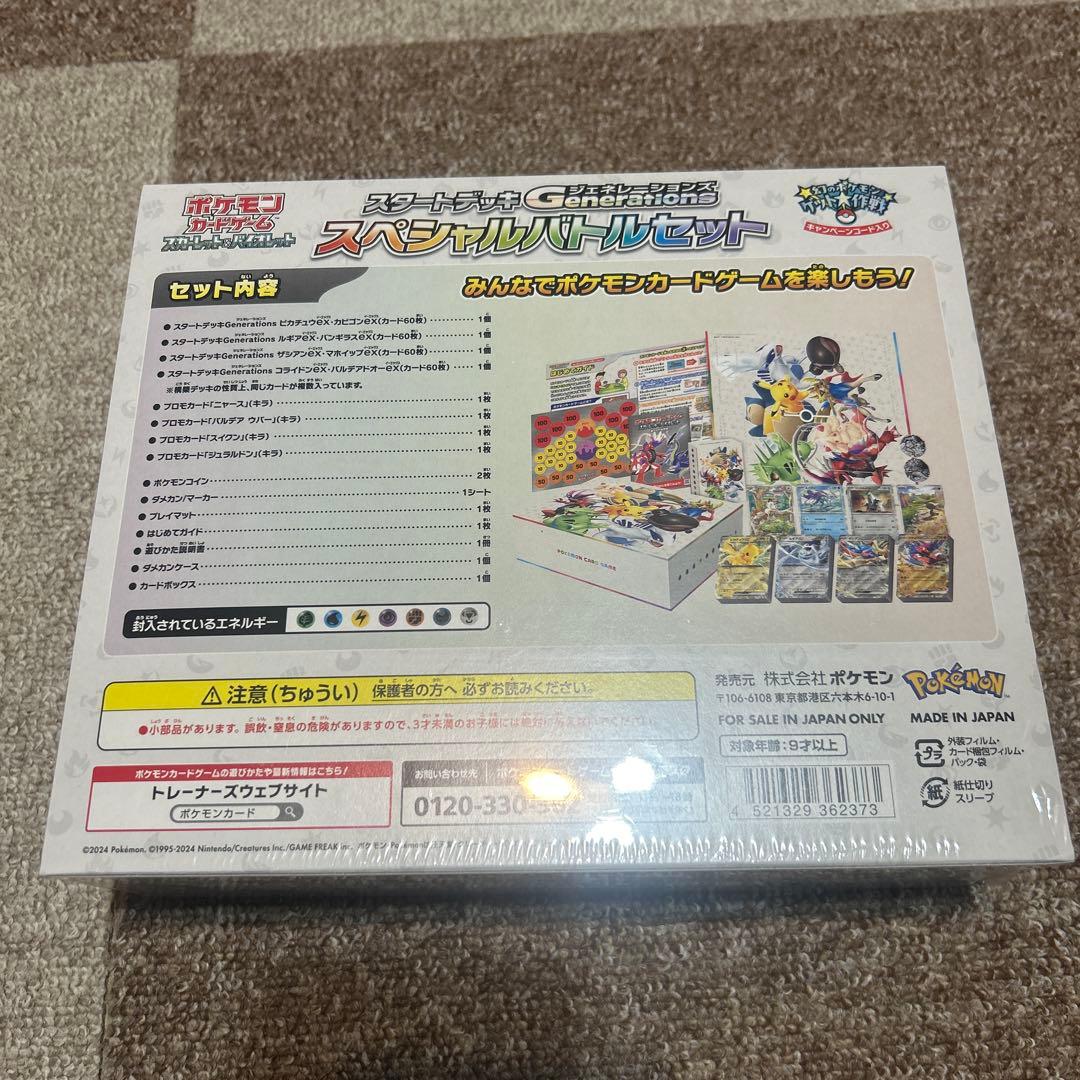 ポケモン
カードゲーム
スカーレット&バイオレット
スタートデッキ Generations
ジェネレーションズ
スペシャルバトルセット
幻のポケモン
ゲット大作戦
キャンペーンコード入り
セット内容
みんなでポケモンカードゲームを楽しもう!
●スタートデッキGenerations ピカチュウex・カビゴンex(カード60枚) 1個
●スタートデッキGenerations ルギアex・バンギラスex(カード60枚) 1個
●スタートデッキGenerations ザシアンex・マホイップex(カード60枚) 1個
●スタートデッキGenerations コライドンex・パルデアドオーex(カード60枚) 1個
※構築デッキの性質上、同じカードが複数入っています。
●プロモカード「ニャース」(キラ) 1枚
●プロモカード「パルデア ウパー」(キラ) 1枚
●プロモカード「スイクン」(キラ) 1枚
●プロモカード「ジュラルドン」(キラ) 1枚
●ポケモンコイン 2枚
●ダメカン/マーカー 1シート
●プレイマット 1枚
●はじめてガイド 1枚
●遊びかた説明書 1冊
●ダメカンケース 1個
●カードボックス 1個
封入されているエネルギー
はじめてガイド
POKEMON CARD GAME
注意(ちゅうい) 保護者の方へ 必ずお読みください。
●小部品があります。誤飲・窒息の危険がありますので、3才未満のお子様には絶対に与えないでください。
発売元 株式会社ポケモン
〒106-6108 東京都港区六本木6-10-1
Pokémon
FOR SALE IN JAPAN ONLY
MADE IN JAPAN
対象年齢:9才以上
プラ
外装フィルム・
カード梱包フィルム・
パック・袋
紙
紙仕切り
スリーブ
ポケモンカードゲームの遊びかたや最新情報はこちら!
トレーナーズウェブサイト
ポケモンカード
お問い合わせ先
0120-330-
4 521329 362373
©2024 Pokémon. ©1995-2024 Nintendo/Creatures Inc./GAME FREAK inc.